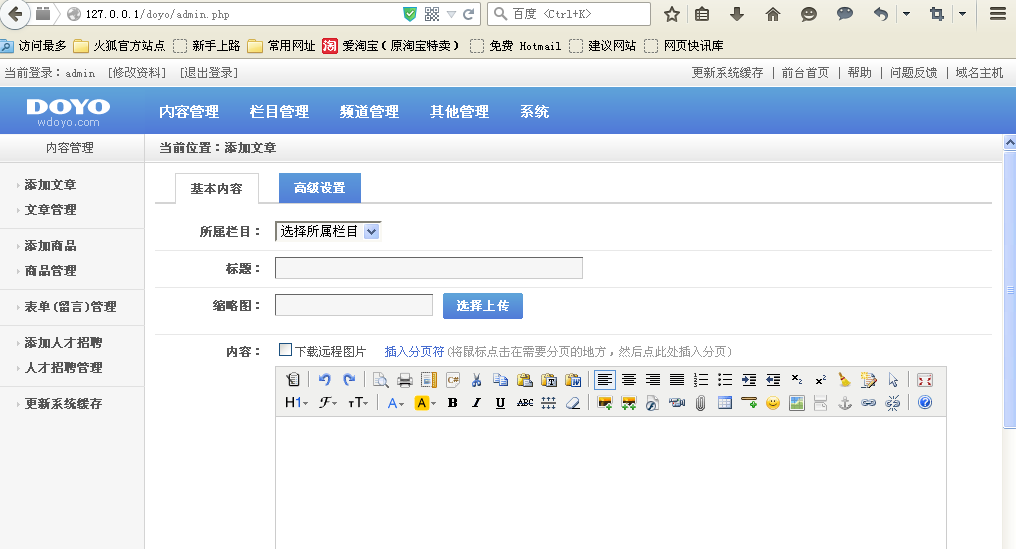 127.0.0.1/doyo/admin.php 百度 <Ctrl+K>
访问最多 火狐官方站点 新手上路 常用网址 淘 爱淘宝（原淘宝特卖） 免费 Hotmail 建议网站 网页快讯库
当前登录：admin [修改资料] [退出登录] 更新系统缓存 | 前台首页 | 帮助 | 问题反馈 | 域名主机
DOYO
wdoyo.com
内容管理 栏目管理 频道管理 其他管理 系统
内容管理 当前位置：添加文章
添加文章
文章管理
添加商品
商品管理
表单(留言)管理
添加人才招聘
人才招聘管理
更新系统缓存
基本内容 高级设置
所属栏目： 选择所属栏目
标题：
缩略图： 选择上传
内容： 下载远程图片 插入分页符(将鼠标点击在需要分页的地方，然后点此处插入分页)
H1 F TT A A B I U ABC